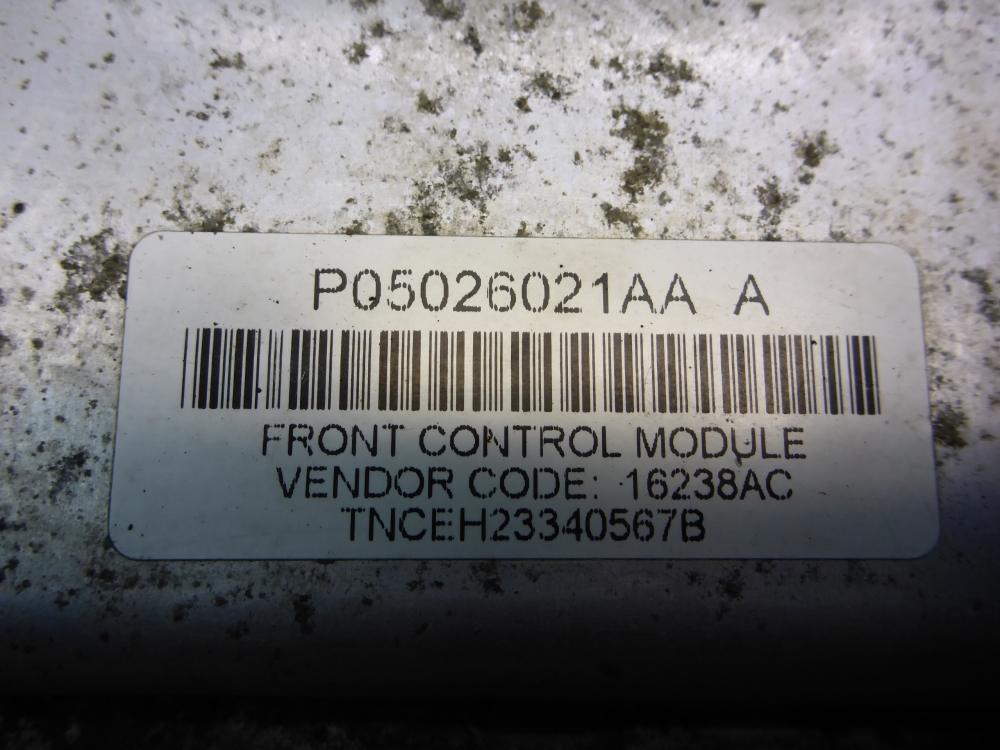 P05026021AA A
FRONT CONTROL MODULE
VENDOR CODE: 16238AC
TNCEH23340567B